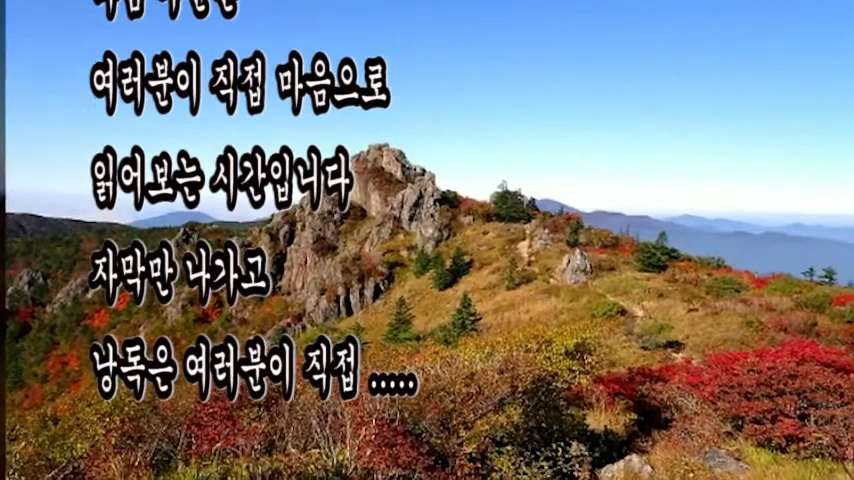 여러분이 직접 마음으로
읽어보는 시간입니다
자막만 나가고
낭독은 여러분이 직접 .....